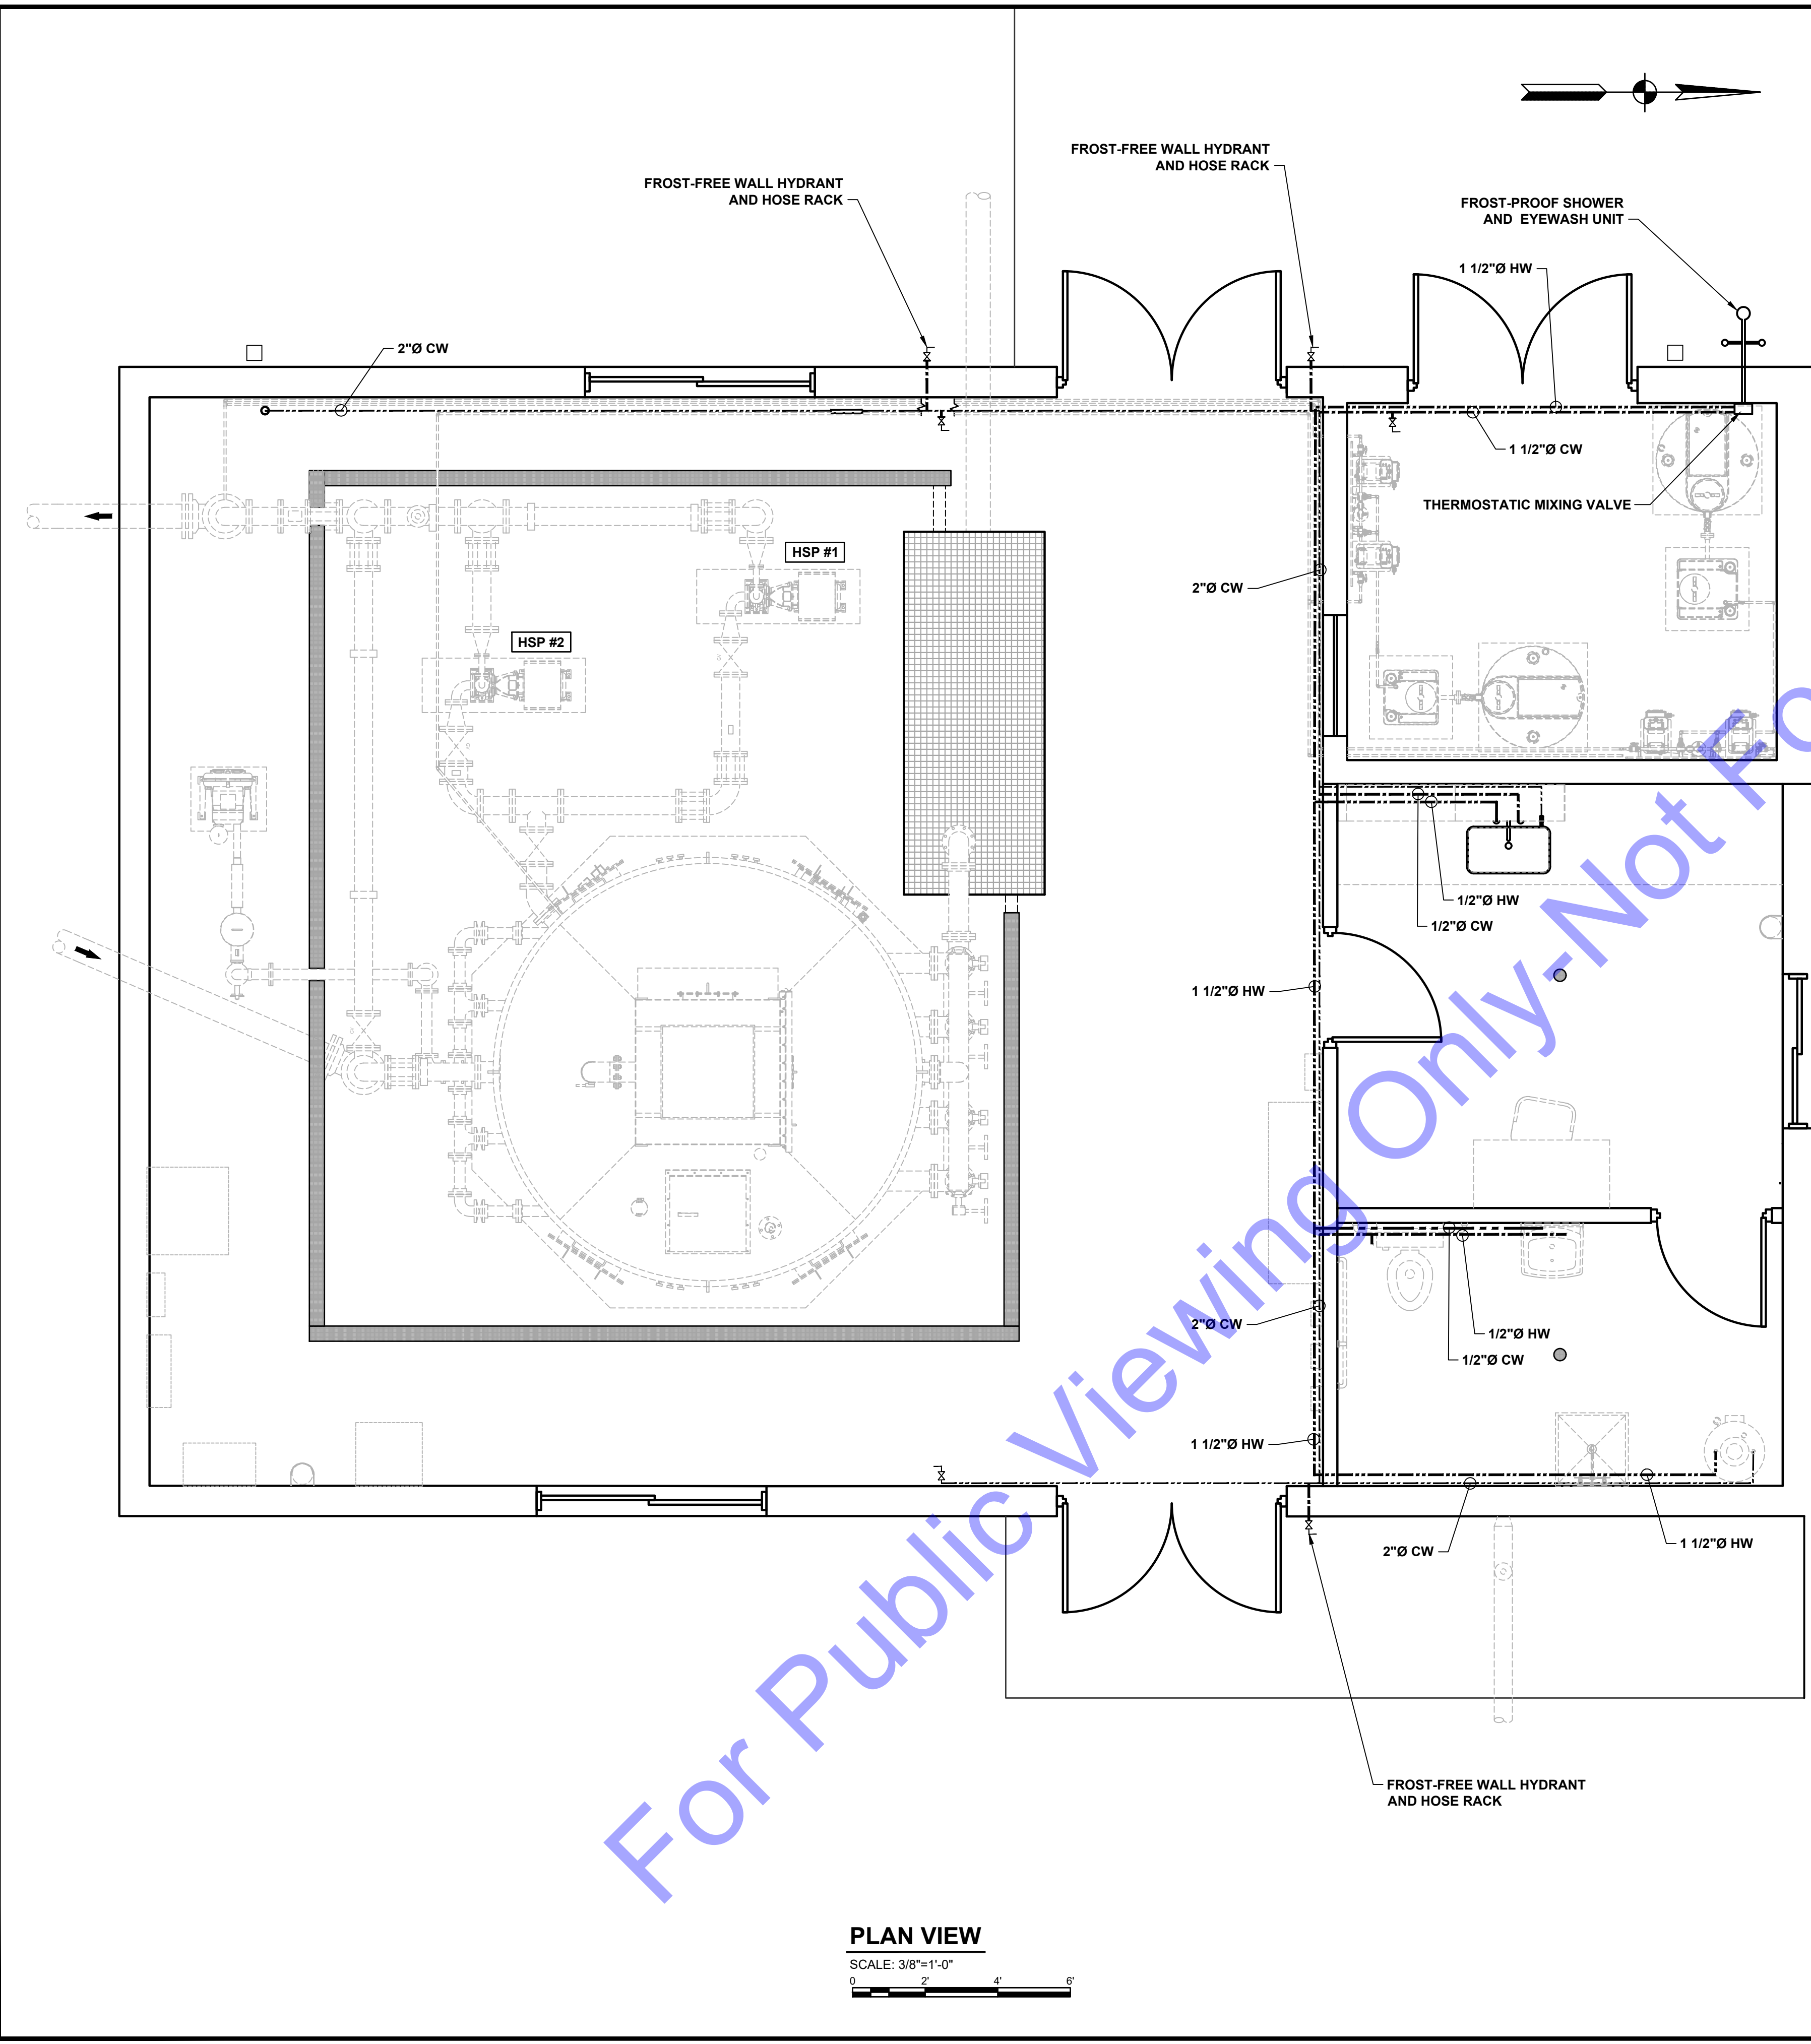 FROST-FREE WALL HYDRANT
AND HOSE RACK
FROST-FREE WALL HYDRANT
AND HOSE RACK
FROST-PROOF SHOWER
AND EYEWASH UNIT
1 1/2"Ø HW
2"Ø CW
1 1/2"Ø CW
THERMOSTATIC MIXING VALVE
HSP #1
2"Ø CW
HSP #2
1/2"Ø HW
1/2"Ø CW
1 1/2"Ø HW
2"Ø CW
1/2"Ø HW
1/2"Ø CW
1 1/2"Ø HW
2"Ø CW
1 1/2"Ø HW
FROST-FREE WALL HYDRANT
AND HOSE RACK
For Public Viewing Only-Not Fo
PLAN VIEW
SCALE: 3/8"=1'-0"
0 2' 4' 6'